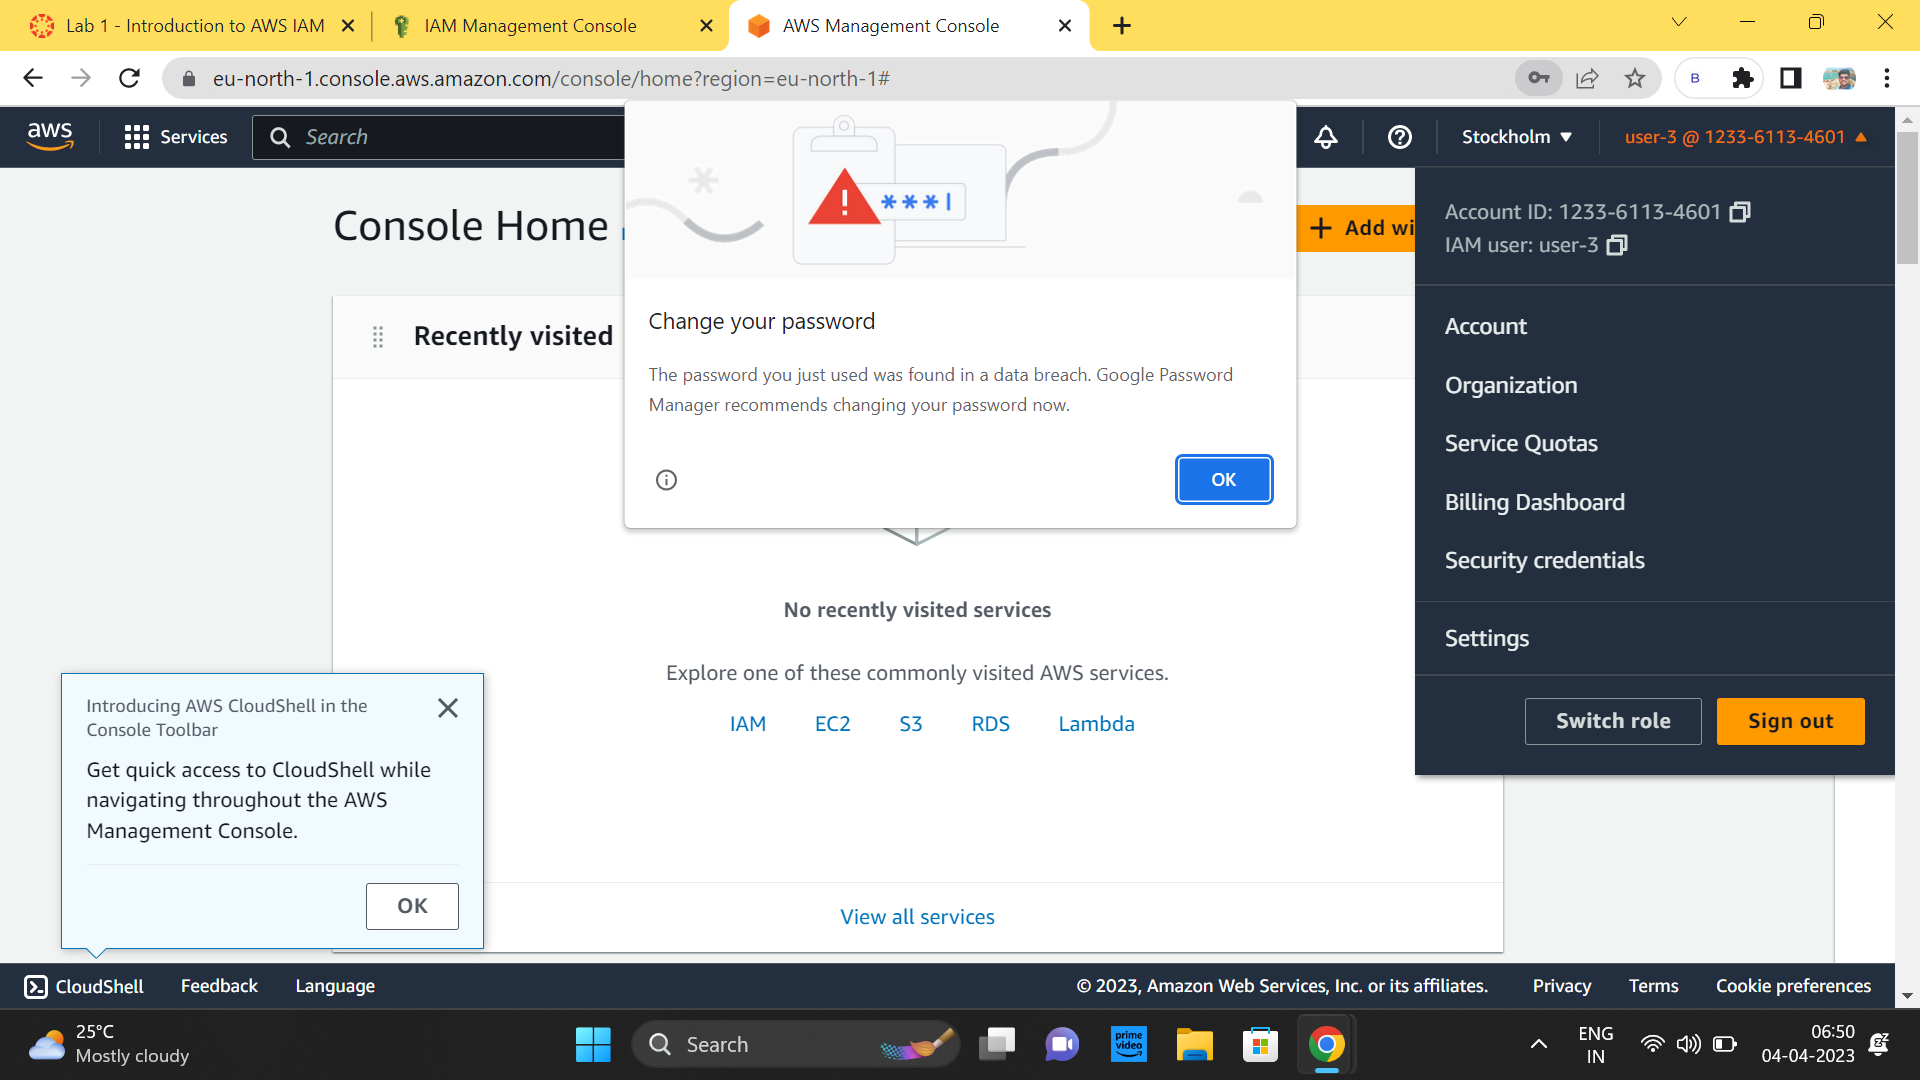 Lab 1 - Introduction to AWS IAM
IAM Management Console
AWS Management Console
eu-north-1.console.aws.amazon.com/console/home?region=eu-north-1#
B
aws
Services
Search
Stockholm
user-3 @ 1233-6113-4601
Console Home
Add wi
Account ID: 1233-6113-4601
IAM user: user-3
Account
Organization
Service Quotas
Billing Dashboard
Security credentials
Settings
Switch role
Sign out
***
Change your password
The password you just used was found in a data breach. Google Password
Manager recommends changing your password now.
OK
Recently visited
No recently visited services
Explore one of these commonly visited AWS services.
IAM
EC2
S3
RDS
Lambda
View all services
Introducing AWS CloudShell in the
Console Toolbar
Get quick access to CloudShell while
navigating throughout the AWS
Management Console.
OK
CloudShell
Feedback
Language
© 2023, Amazon Web Services, Inc. or its affiliates.
Privacy
Terms
Cookie preferences
25°C
Mostly cloudy
Search
prime
video
ENG
IN
06:50
04-04-2023